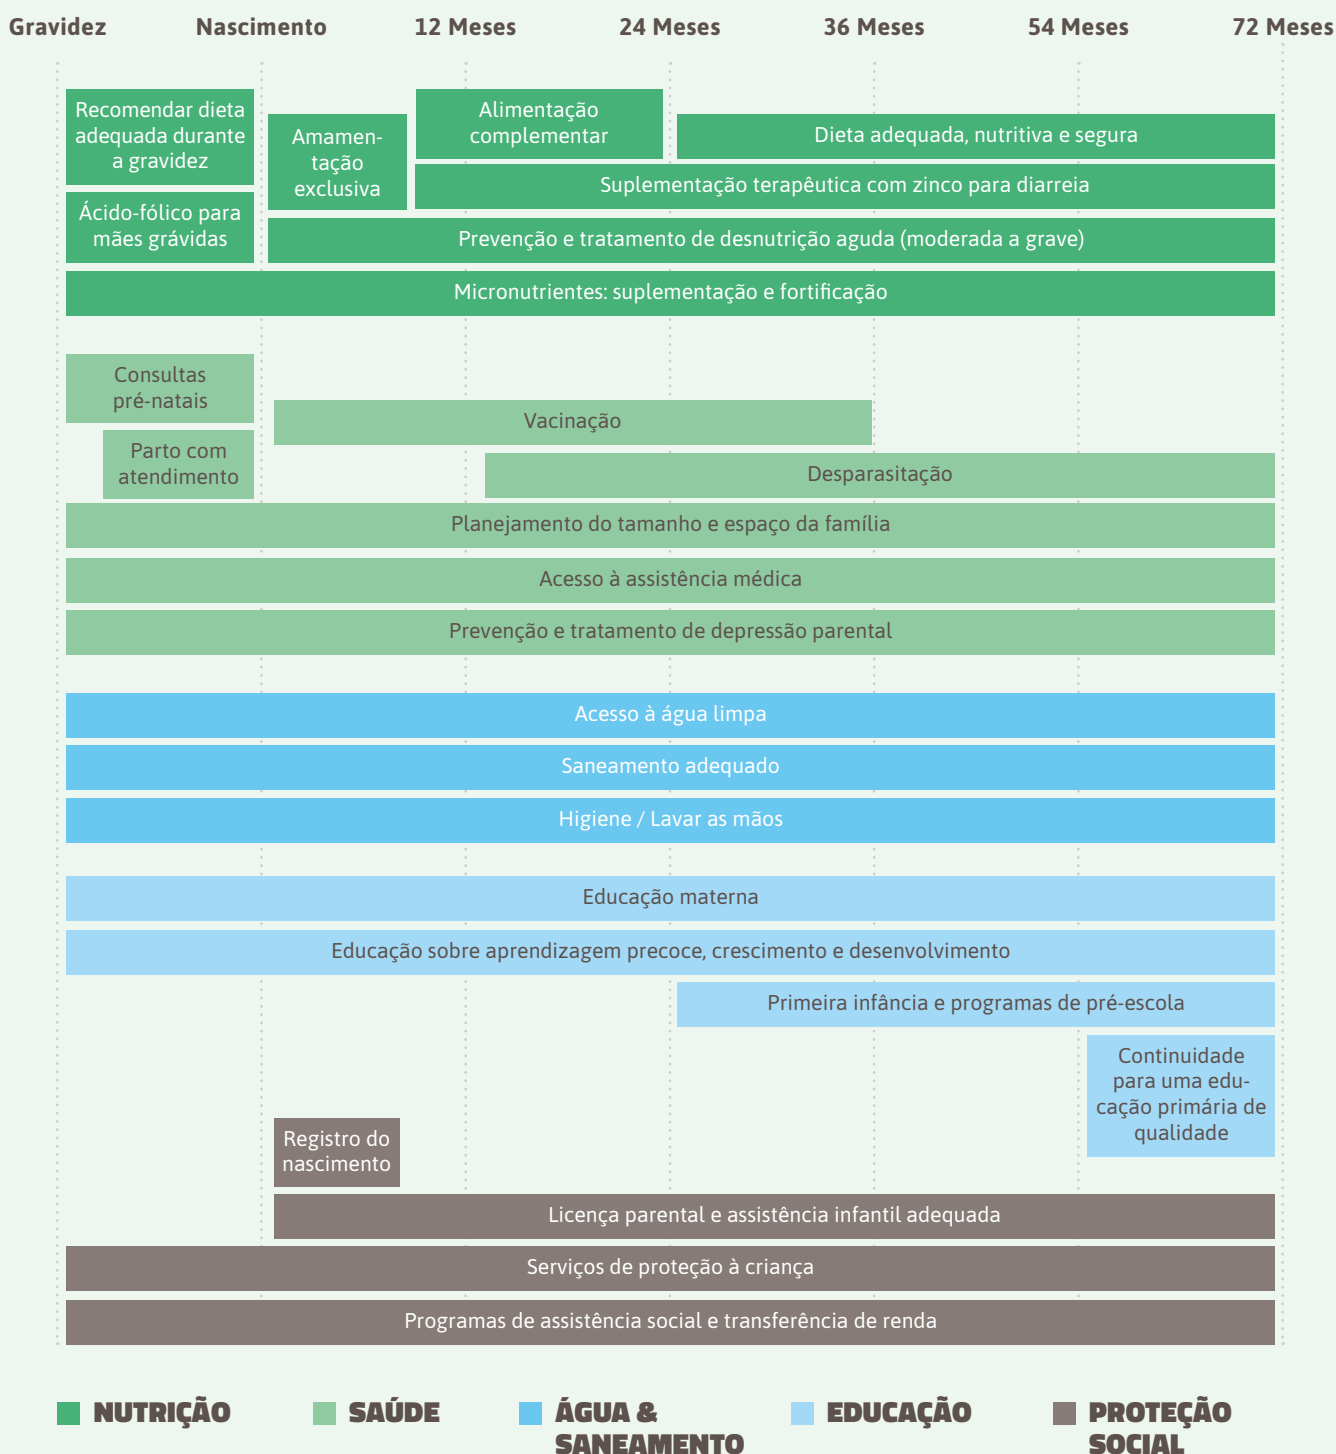 Gravidez
Nascimento
12 Meses
24 Meses
36 Meses
54 Meses
72 Meses
Recomendar dieta
adequada durante
a gravidez
Amamen-
tação
exclusiva
Alimentação
complementar
Dieta adequada, nutritiva e segura
Suplementação terapêutica com zinco para diarreia
Ácido-fólico para
mães grávidas
Prevenção e tratamento de desnutrição aguda (moderada a grave)
Micronutrientes: suplementação e fortificação
Consultas
pré-natais
Vacinação
Parto com
atendimento
Desparasitação
Planejamento do tamanho e espaço da família
Acesso à assistência médica
Prevenção e tratamento de depressão parental
Acesso à água limpa
Saneamento adequado
Higiene / Lavar as mãos
Educação materna
Educação sobre aprendizagem precoce, crescimento e desenvolvimento
Primeira infância e programas de pré-escola
Continuidade
para uma edu-
cação primária de
qualidade
Registro do
nascimento
Licença parental e assistência infantil adequada
Serviços de proteção à criança
Programas de assistência social e transferência de renda
NUTRIÇÃO
SAÚDE
ÁGUA &
SANEAMENTO
EDUCAÇÃO
PROTEÇÃO
SOCIAL